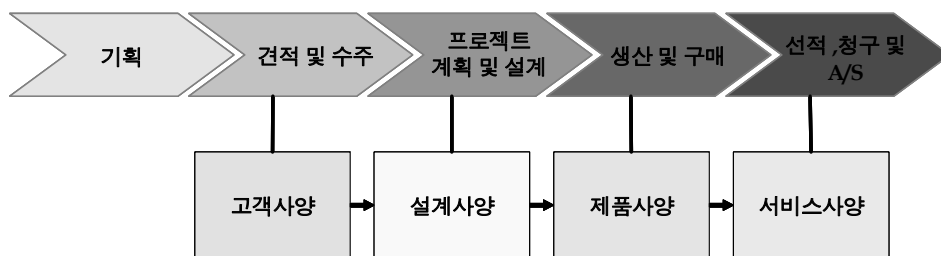 기획
견적 및 수주
프로젝트
계획 및 설계
생산 및 구매
선적 ,청구 및
A/S
고객사양
설계사양
제품사양
서비스사양